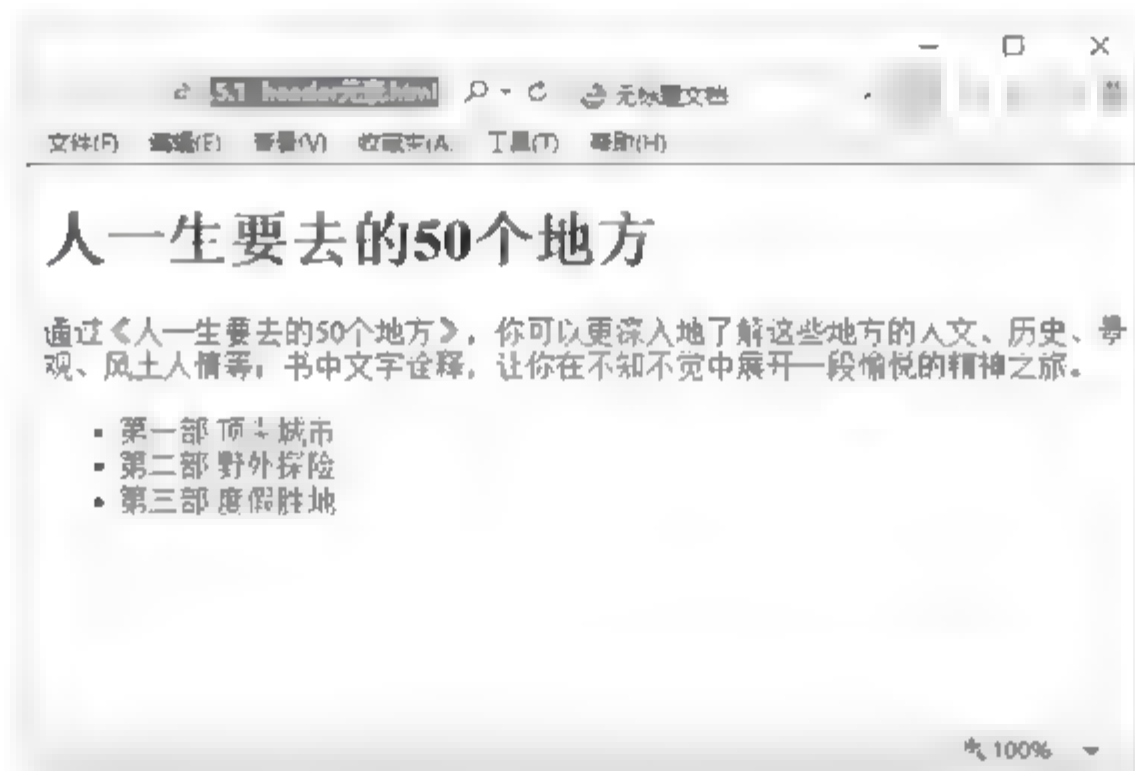 5.1 header元素.html 无标题文档
文件(F) 编辑(E) 查看(V) 收藏夹(A) 工具(T) 帮助(H)
人一生要去的50个地方
通过《人一生要去的50个地方》，你可以更深入地了解这些地方的人文、历史、景
观、风土人情等，书中文字诠释，让你在不知不觉中展开一段愉悦的精神之旅。
第一部 顶尖城市
第二部 野外探险
第三部 度假胜地
100%